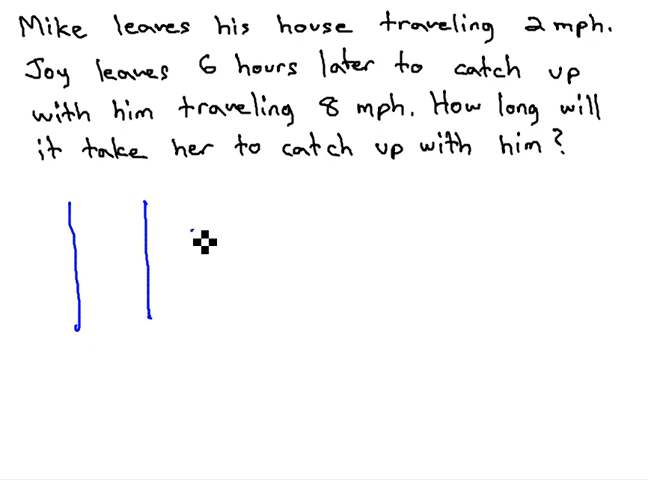 Mike leaves his house traveling 2 mph.
Joy leaves 6 hours later to catch up
with him traveling 8 mph. How long will
it take her to catch up with him?